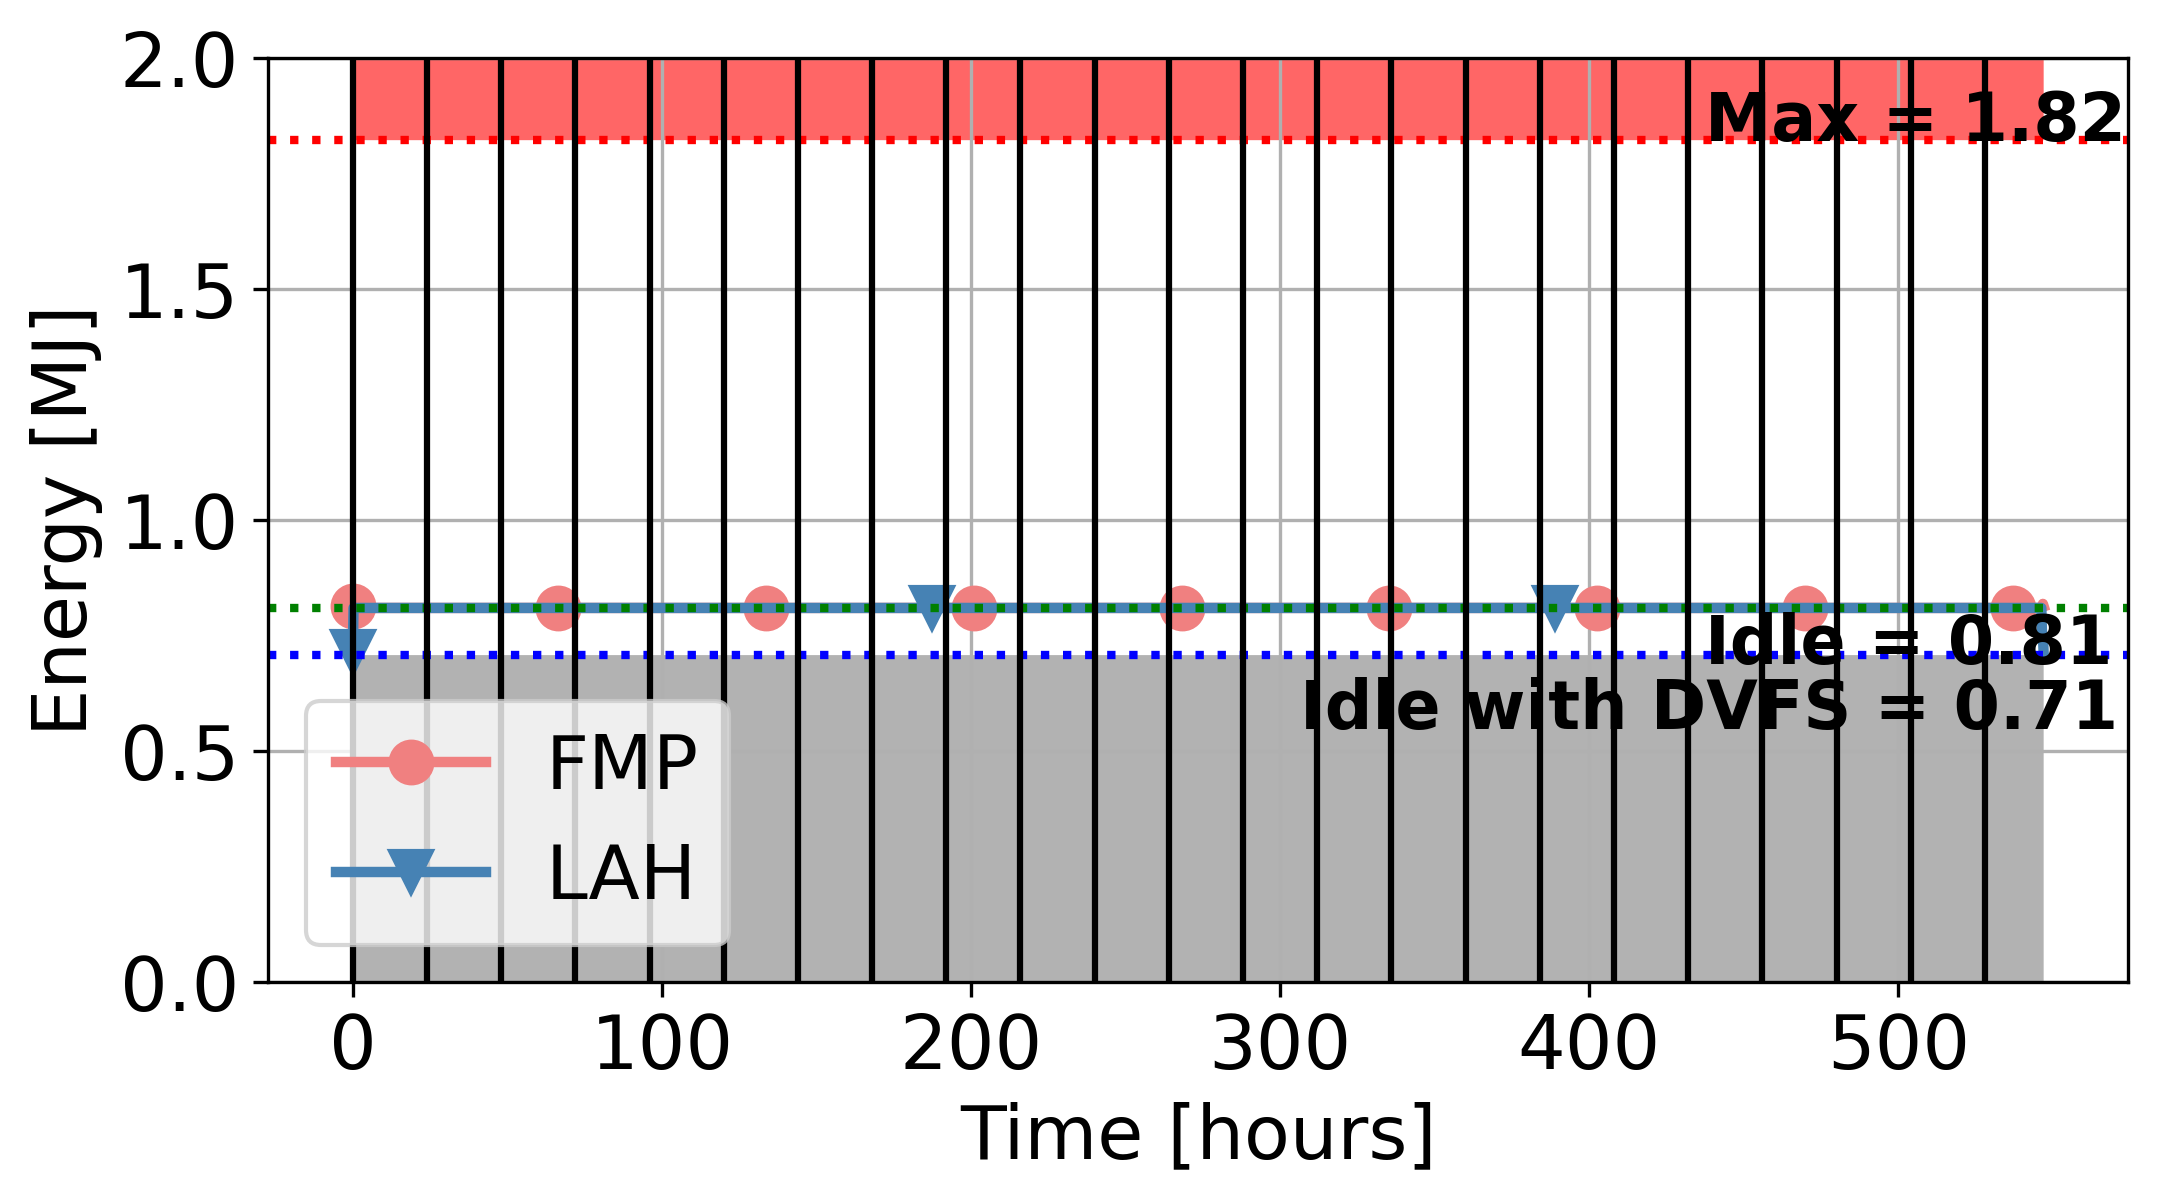 2.0
1.5
1.0
0.5
0.0
Energy [MJ]
Max = 1.82
Idle = 0.81
Idle with DVFS = 0.71
FMP
LAH
0 100 200 300 400 500
Time [hours]